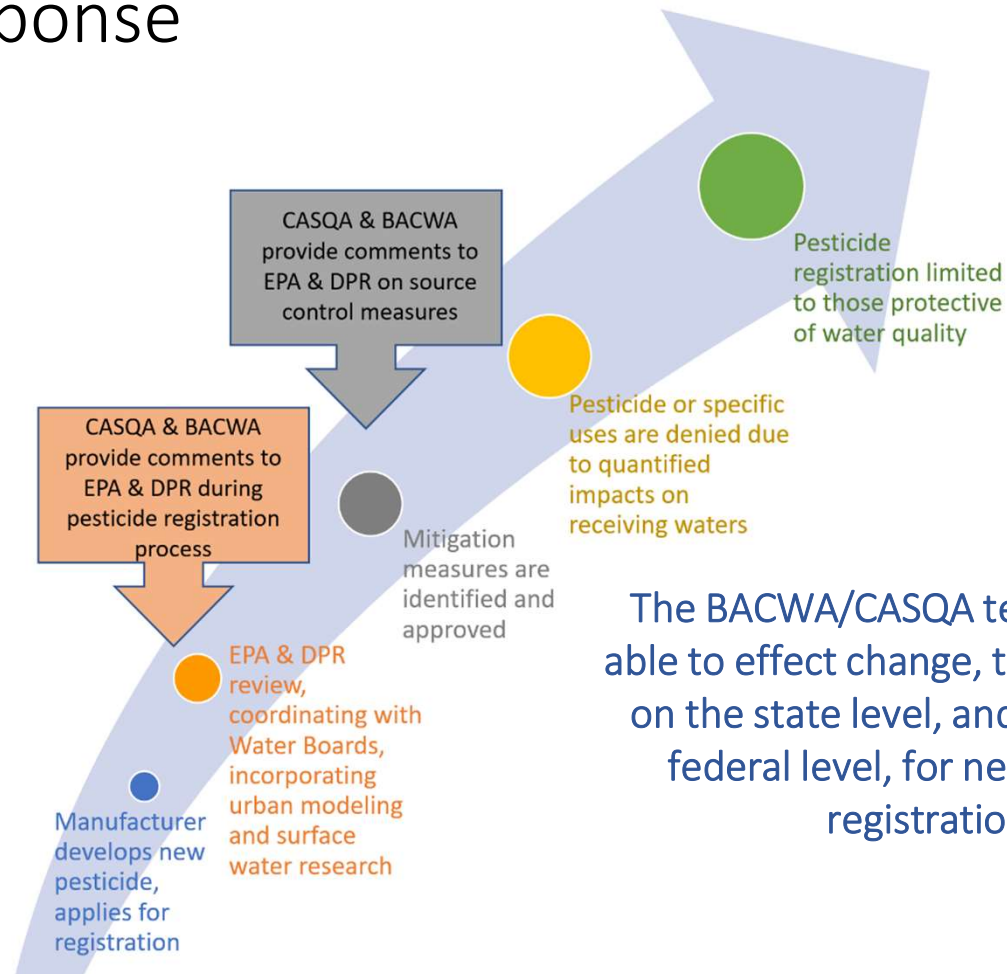 ponse
CASQA & BACWA
provide comments to
EPA & DPR on source
control measures
Pesticide
registration limited
to those protective
of water quality
CASQA & BACWA
provide comments to
EPA & DPR during
pesticide registration
process
Pesticide or specific
uses are denied due
to quantified
impacts on
receiving waters
Mitigation
measures are
identified and
approved
The BACWA/CASQA te
able to effect change, t
on the state level, and
federal level, for ne
registratio
EPA & DPR
review,
coordinating with
Water Boards,
incorporating
urban modeling
and surface
water research
Manufacturer
develops new
pesticide,
applies for
registration